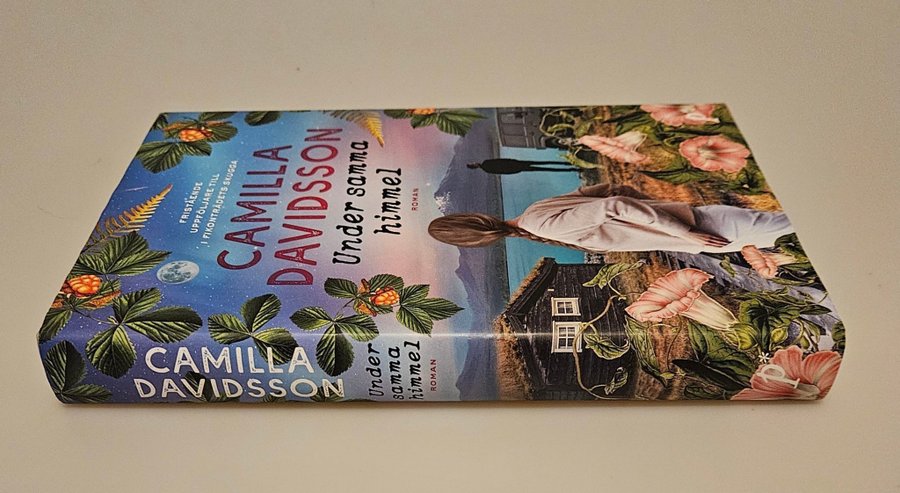 FRISTÅENDE
UPPFÖLJARE TILL
I FIKONTRÄDETS SKUGGA
CAMILLA
DAVIDSSON
Under samma
himmel
ROMAN
CAMILLA
DAVIDSSON
Under
samma
himmel
ROMAN
P